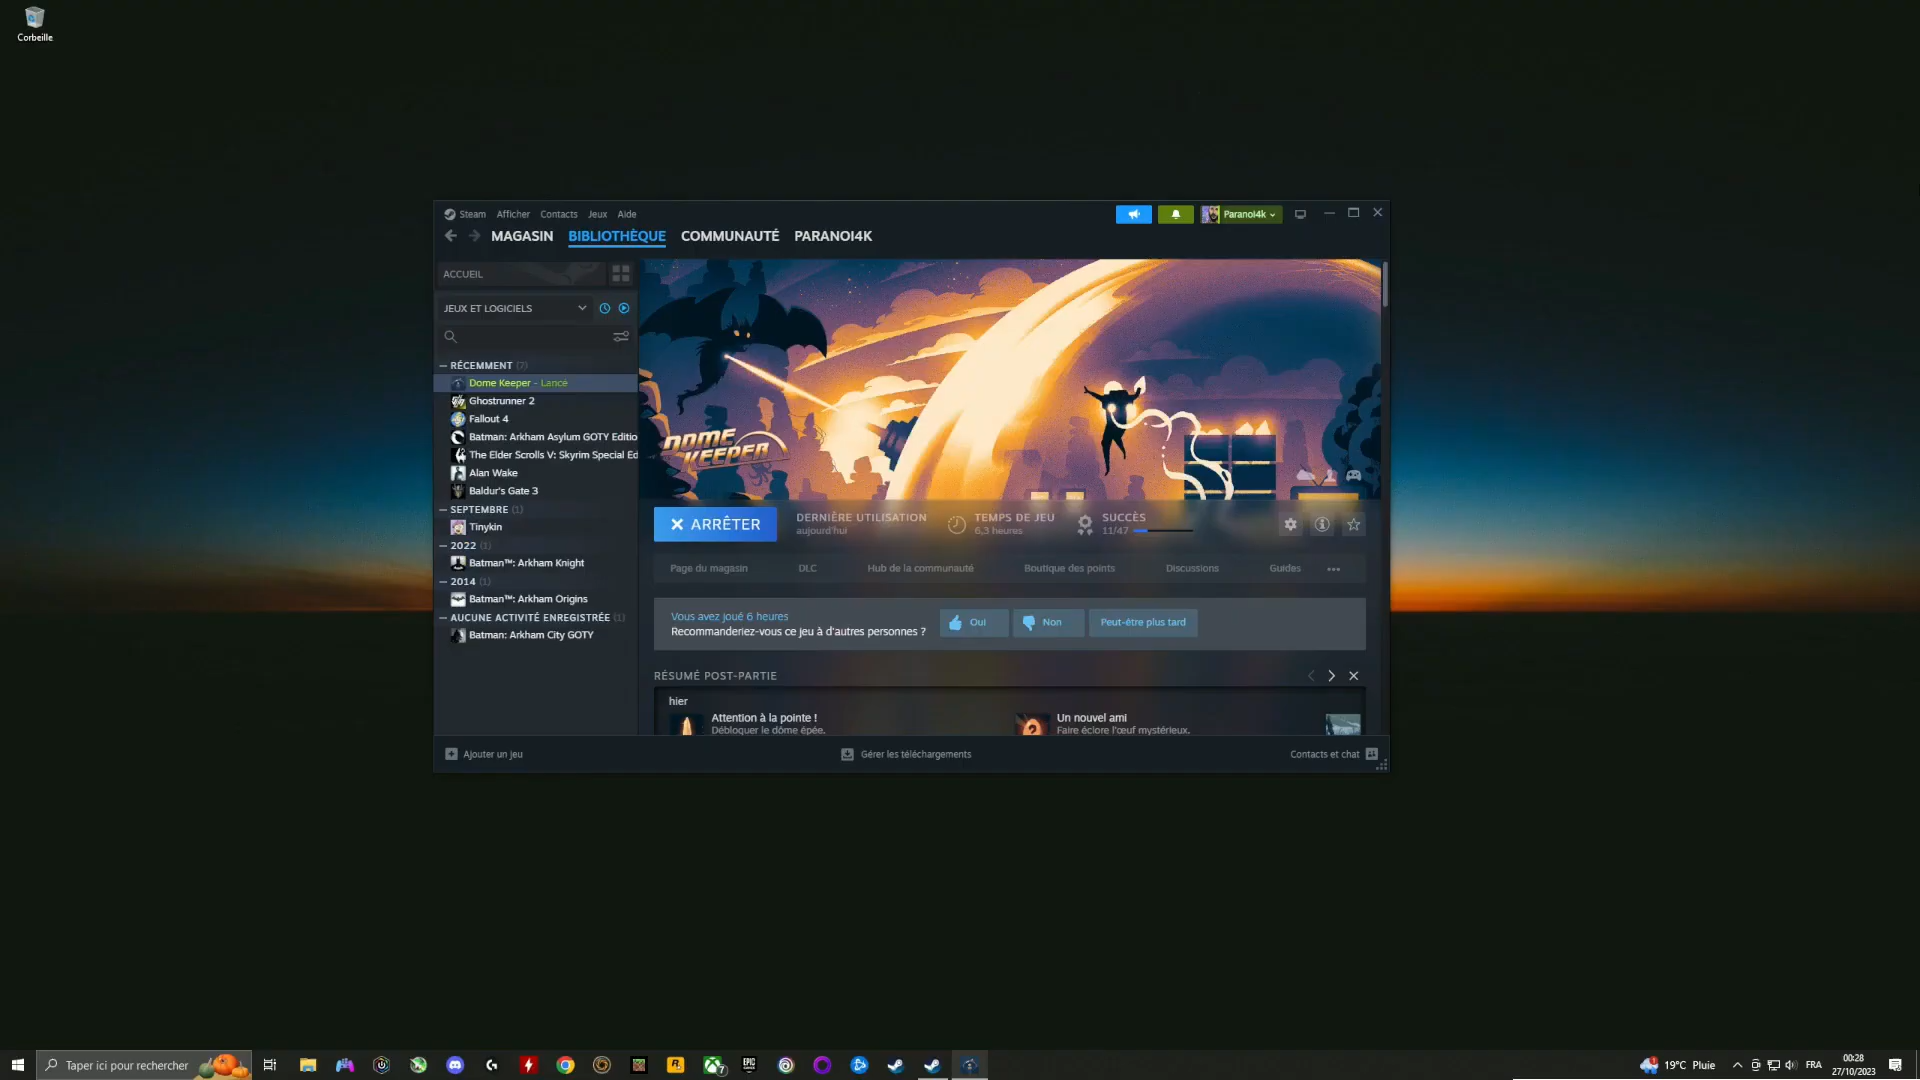 Corbeille
Steam Afficher Contacts Jeux Aide
Paranoi4k
MAGASIN BIBLIOTHÈQUE COMMUNAUTÉ PARANOI4K
ACCUEIL
JEUX ET LOGICIELS
— RÉCEMMENT (7)
Dome Keeper - Lancé
Ghostrunner 2
Fallout 4
Batman: Arkham Asylum GOTY Editio
The Elder Scrolls V: Skyrim Special Ed
Alan Wake
Baldur's Gate 3
— SEPTEMBRE (1)
Tinykin
— 2022 (1)
Batman™: Arkham Knight
— 2014 (1)
Batman™: Arkham Origins
— AUCUNE ACTIVITÉ ENREGISTRÉE (1)
Batman: Arkham City GOTY
DOME
KEEPER
ARRÊTER
DERNIÈRE UTILISATION
aujourd'hui
TEMPS DE JEU
6,3 heures
SUCCÈS
11/47
Page du magasin DLC Hub de la communauté Boutique des points Discussions Guides
Vous avez joué 6 heures
Recommanderiez-vous ce jeu à d'autres personnes ?
Oui Non Peut-être plus tard
RÉSUMÉ POST-PARTIE
hier
Attention à la pointe !
Débloquer le dôme épée.
Un nouvel ami
Faire éclore l'œuf mystérieux.
Ajouter un jeu
Gérer les téléchargements
Contacts et chat
Taper ici pour rechercher
EPIC
GAMES
7
1
19°C Pluie
FRA
00:28
27/10/2023